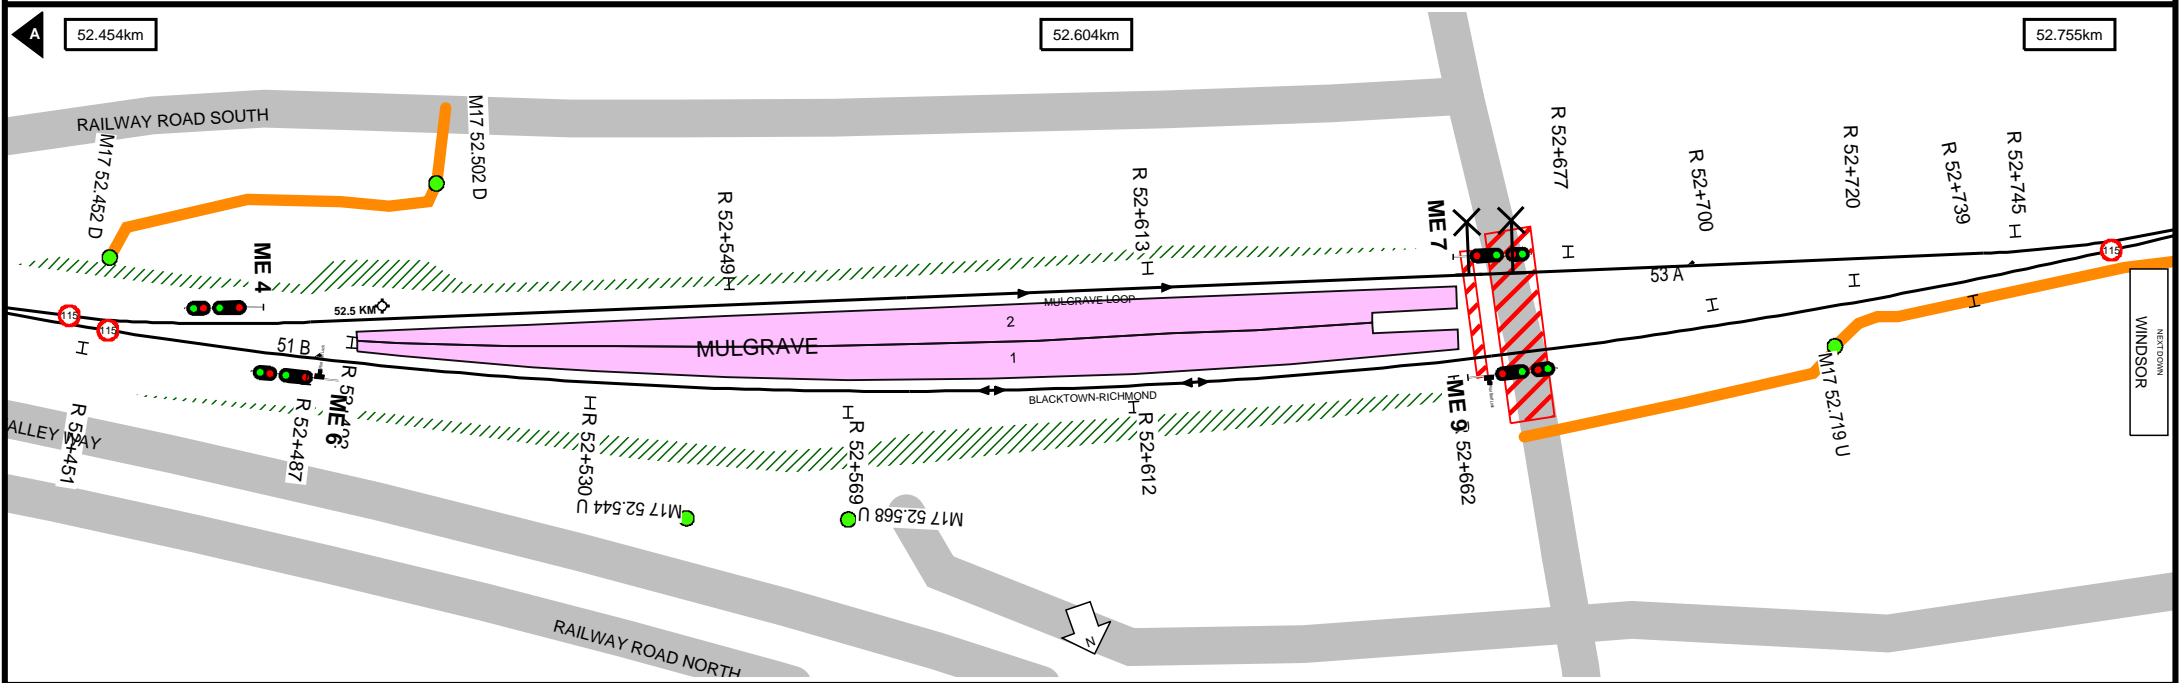 A
52.454km
52.604km
52.755km
RAILWAY ROAD SOUTH
M17 52.452 D
M17 52.502 D
ME 4
R 52+549
R 52+613
ME 7
R 52+677
R 52+700
R 52+720
R 52+739
R 52+745
115
115
115
52.5 KM
51 B
53 A
MULGRAVE LOOP
2
MULGRAVE
1
BLACKTOWN-RICHMOND
ALLEY WAY
R 52+451
R 52+487
ME 6
R 52+530
M17 52.544 U
R 52+569
M17 52.568 U
R 52+612
ME 9
R 52+662
M17 52.719 U
NEXT DOWN
WINDSOR
RAILWAY ROAD NORTH
N